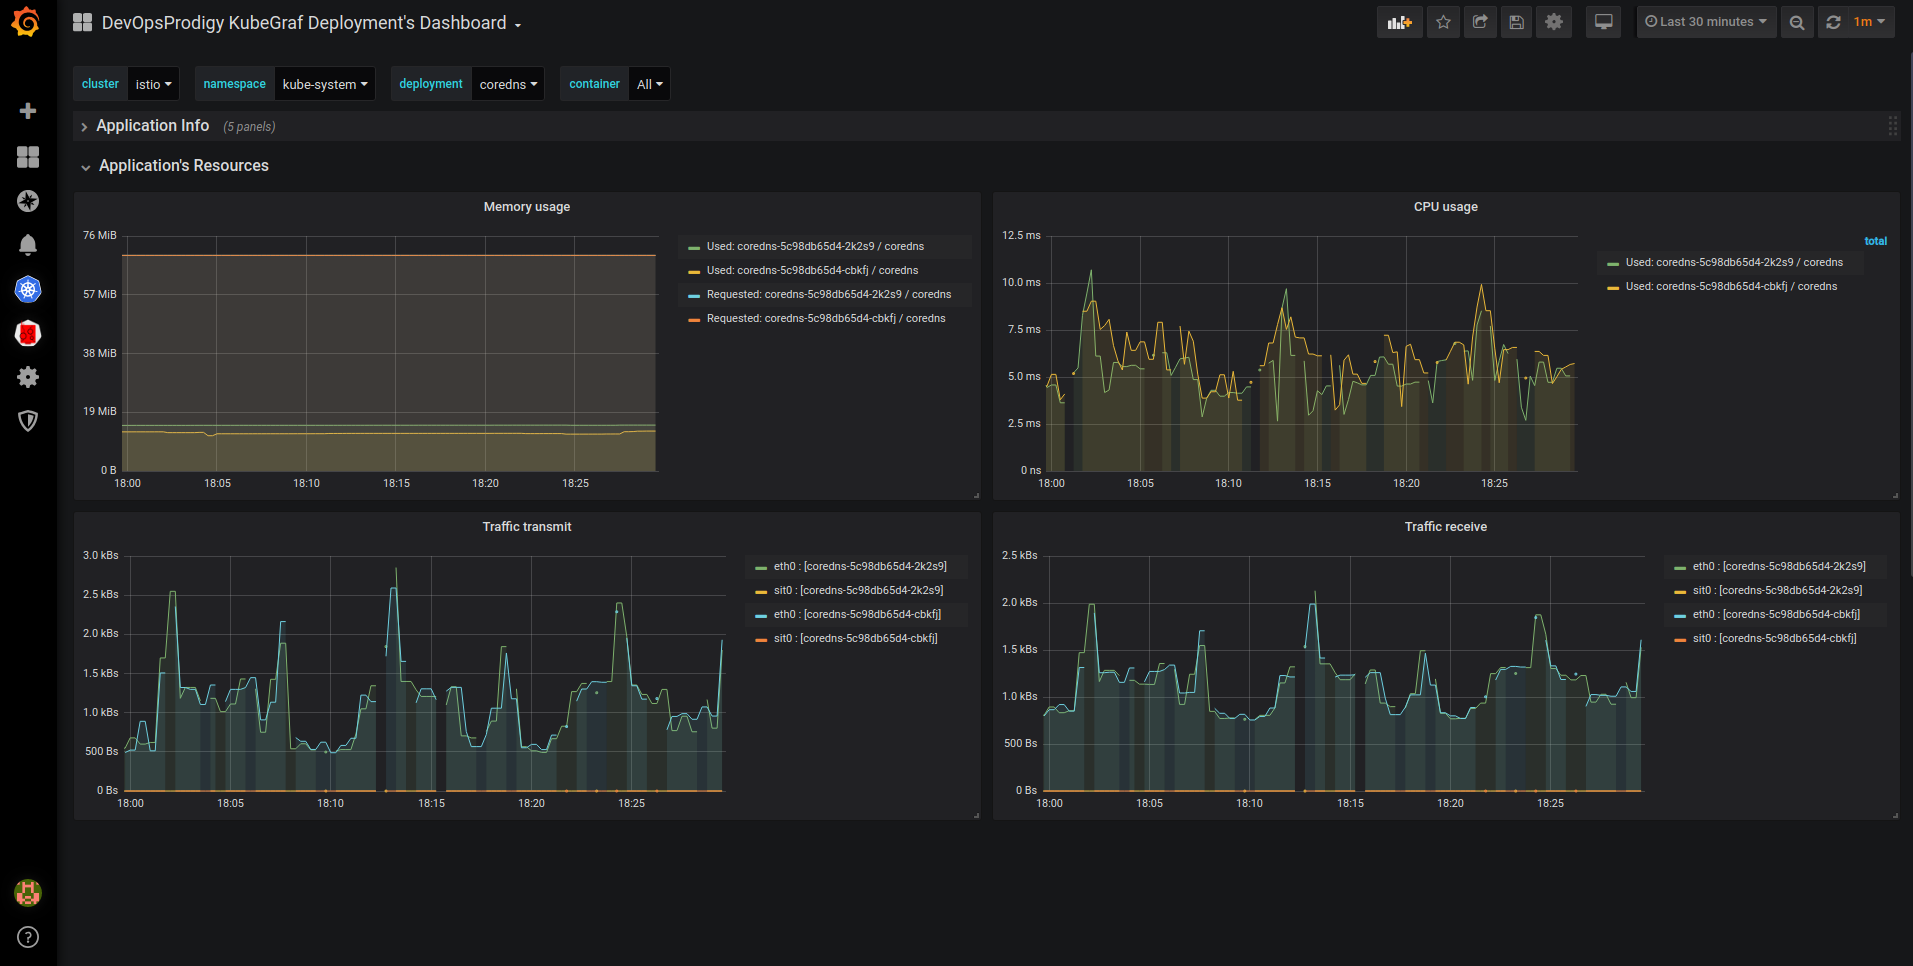 DevOpsProdigy KubeGraf Deployment's Dashboard
Last 30 minutes
1m
cluster istio namespace kube-system deployment coredns container All
Application Info (5 panels)
Application's Resources
Memory usage
76 MiB
57 MiB
38 MiB
19 MiB
0 B
18:00 18:05 18:10 18:15 18:20 18:25
Used: coredns-5c98db65d4-2k2s9 / coredns
Used: coredns-5c98db65d4-cbkfj / coredns
Requested: coredns-5c98db65d4-2k2s9 / coredns
Requested: coredns-5c98db65d4-cbkfj / coredns
CPU usage
12.5 ms
10.0 ms
7.5 ms
5.0 ms
2.5 ms
0 ns
18:00 18:05 18:10 18:15 18:20 18:25
total
Used: coredns-5c98db65d4-2k2s9 / coredns
Used: coredns-5c98db65d4-cbkfj / coredns
Traffic transmit
3.0 kBs
2.5 kBs
2.0 kBs
1.5 kBs
1.0 kBs
500 Bs
0 Bs
18:00 18:05 18:10 18:15 18:20 18:25
eth0 : [coredns-5c98db65d4-2k2s9]
sit0 : [coredns-5c98db65d4-2k2s9]
eth0 : [coredns-5c98db65d4-cbkfj]
sit0 : [coredns-5c98db65d4-cbkfj]
Traffic receive
2.5 kBs
2.0 kBs
1.5 kBs
1.0 kBs
500 Bs
0 Bs
18:00 18:05 18:10 18:15 18:20 18:25
eth0 : [coredns-5c98db65d4-2k2s9]
sit0 : [coredns-5c98db65d4-2k2s9]
eth0 : [coredns-5c98db65d4-cbkfj]
sit0 : [coredns-5c98db65d4-cbkfj]